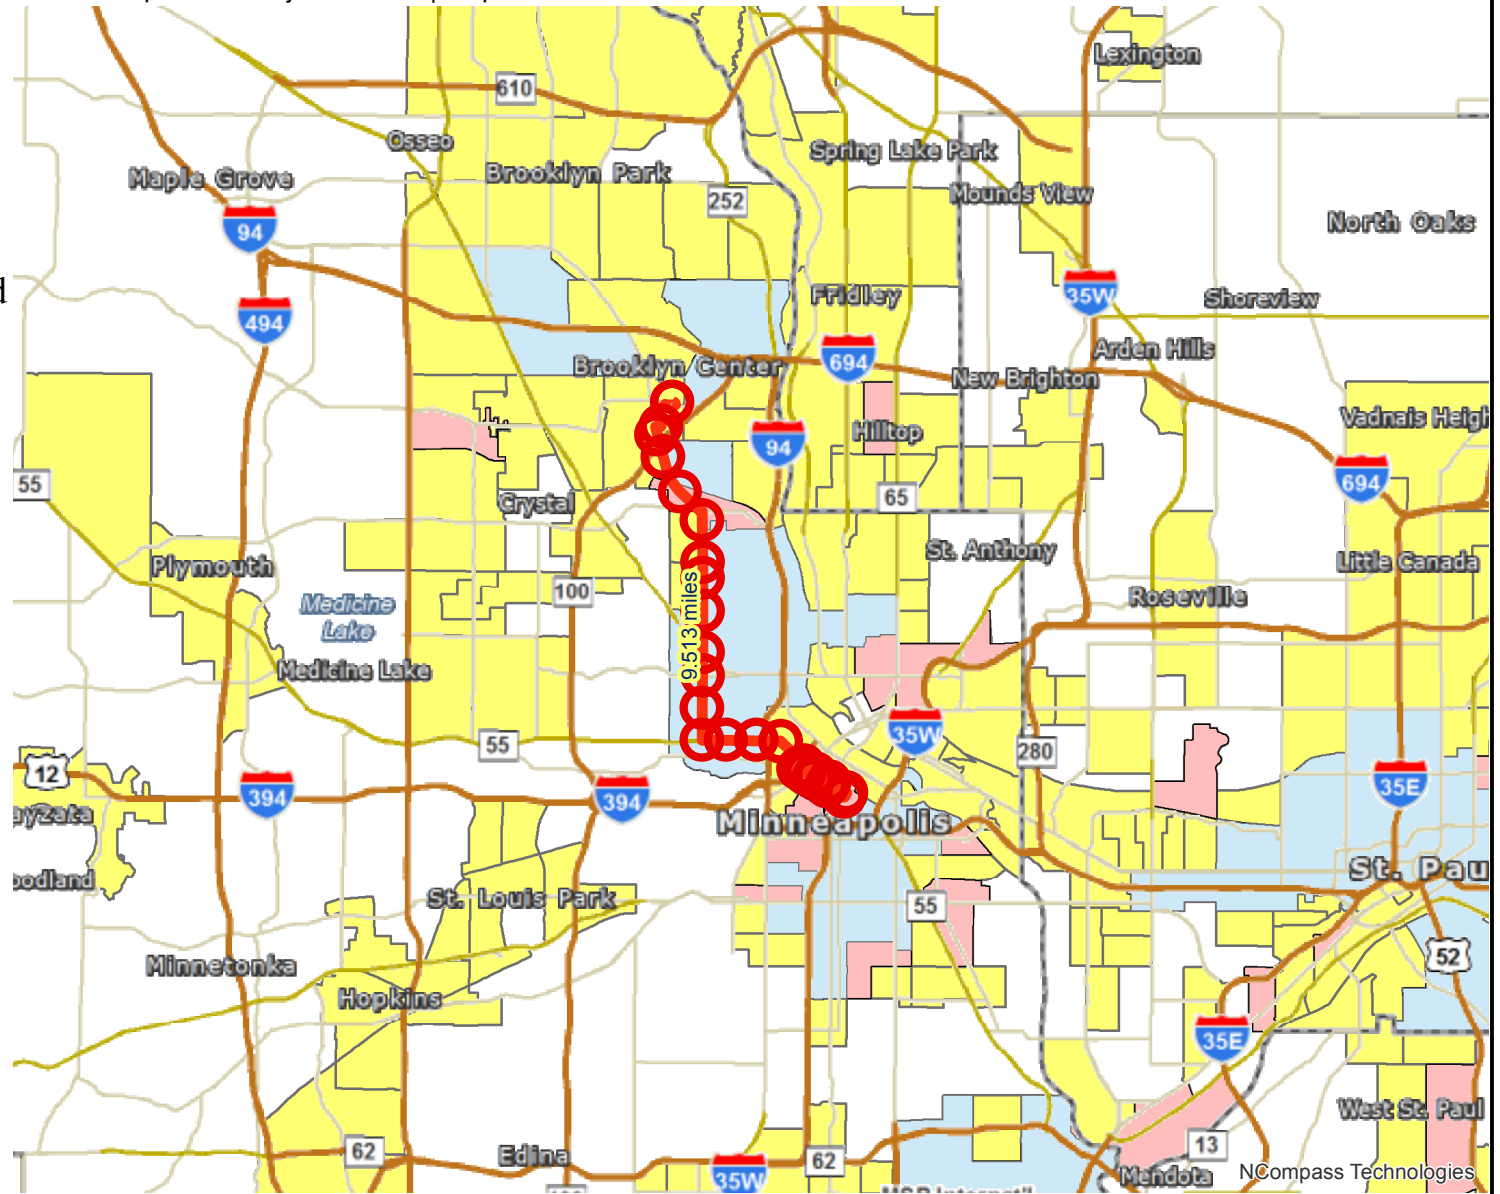 Lexington
610
Osseo
Spring Lake Park
Brooklyn Park
Maple Grove
252
Mounds View
North Oaks
94
d
494
Fridley
35W
Shoreview
Arden Hills
694
Brooklyn Center
New Brighton
Vadnais Heigh
Hilltop
94
55
694
65
Crystal
St. Anthony
Little Canada
Plymouth
100
Roseville
Medicine
Lake
9.513 miles
Medicine Lake
35W
55
280
12
394
394
35E
ayzata
Minneapolis
St. Pau
oodland
St. Louis Park
55
52
Minnetonka
Hopkins
35E
West St. Paul
62
Edina
62
13
35W
Mendota
NCompass Technologies